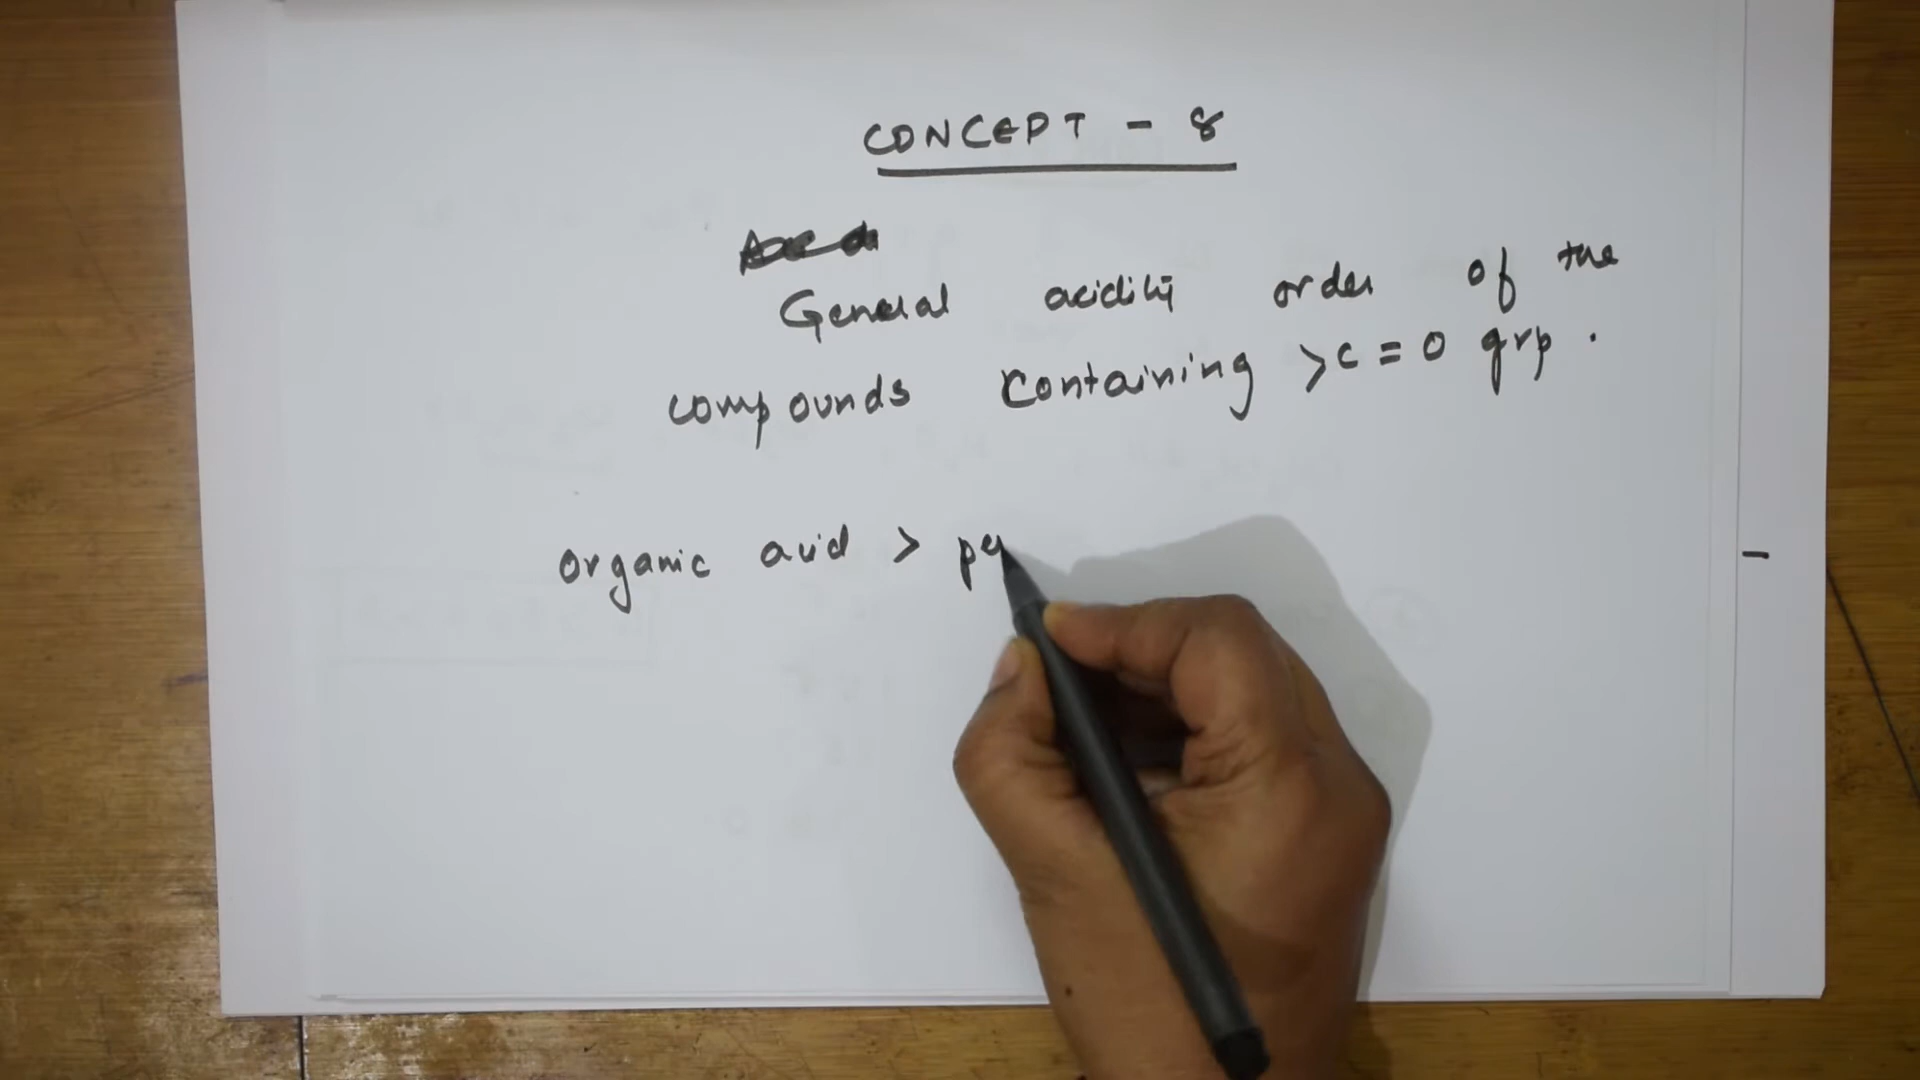 CONCEPT - 8
General acidity order of the
compounds containing >C=O grp.
organic acid > pe